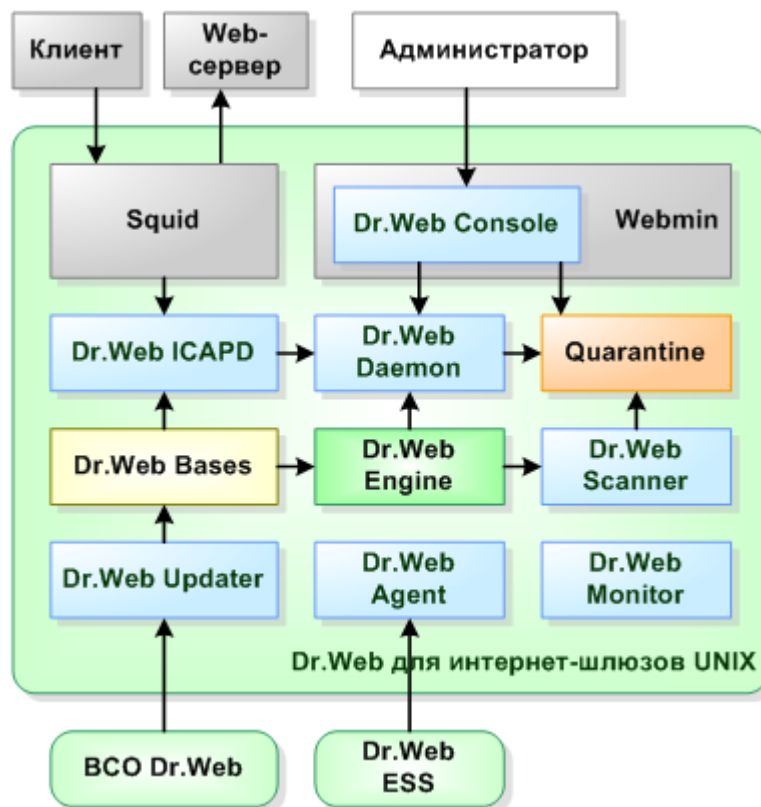 Клиент
Web-
сервер
Администратор
Squid
Dr.Web Console
Webmin
Dr.Web ICAPD
Dr.Web
Daemon
Quarantine
Dr.Web Bases
Dr.Web
Engine
Dr.Web
Scanner
Dr.Web Updater
Dr.Web
Agent
Dr.Web
Monitor
Dr.Web для интернет-шлюзов UNIX
ВСО Dr.Web
Dr.Web
ESS